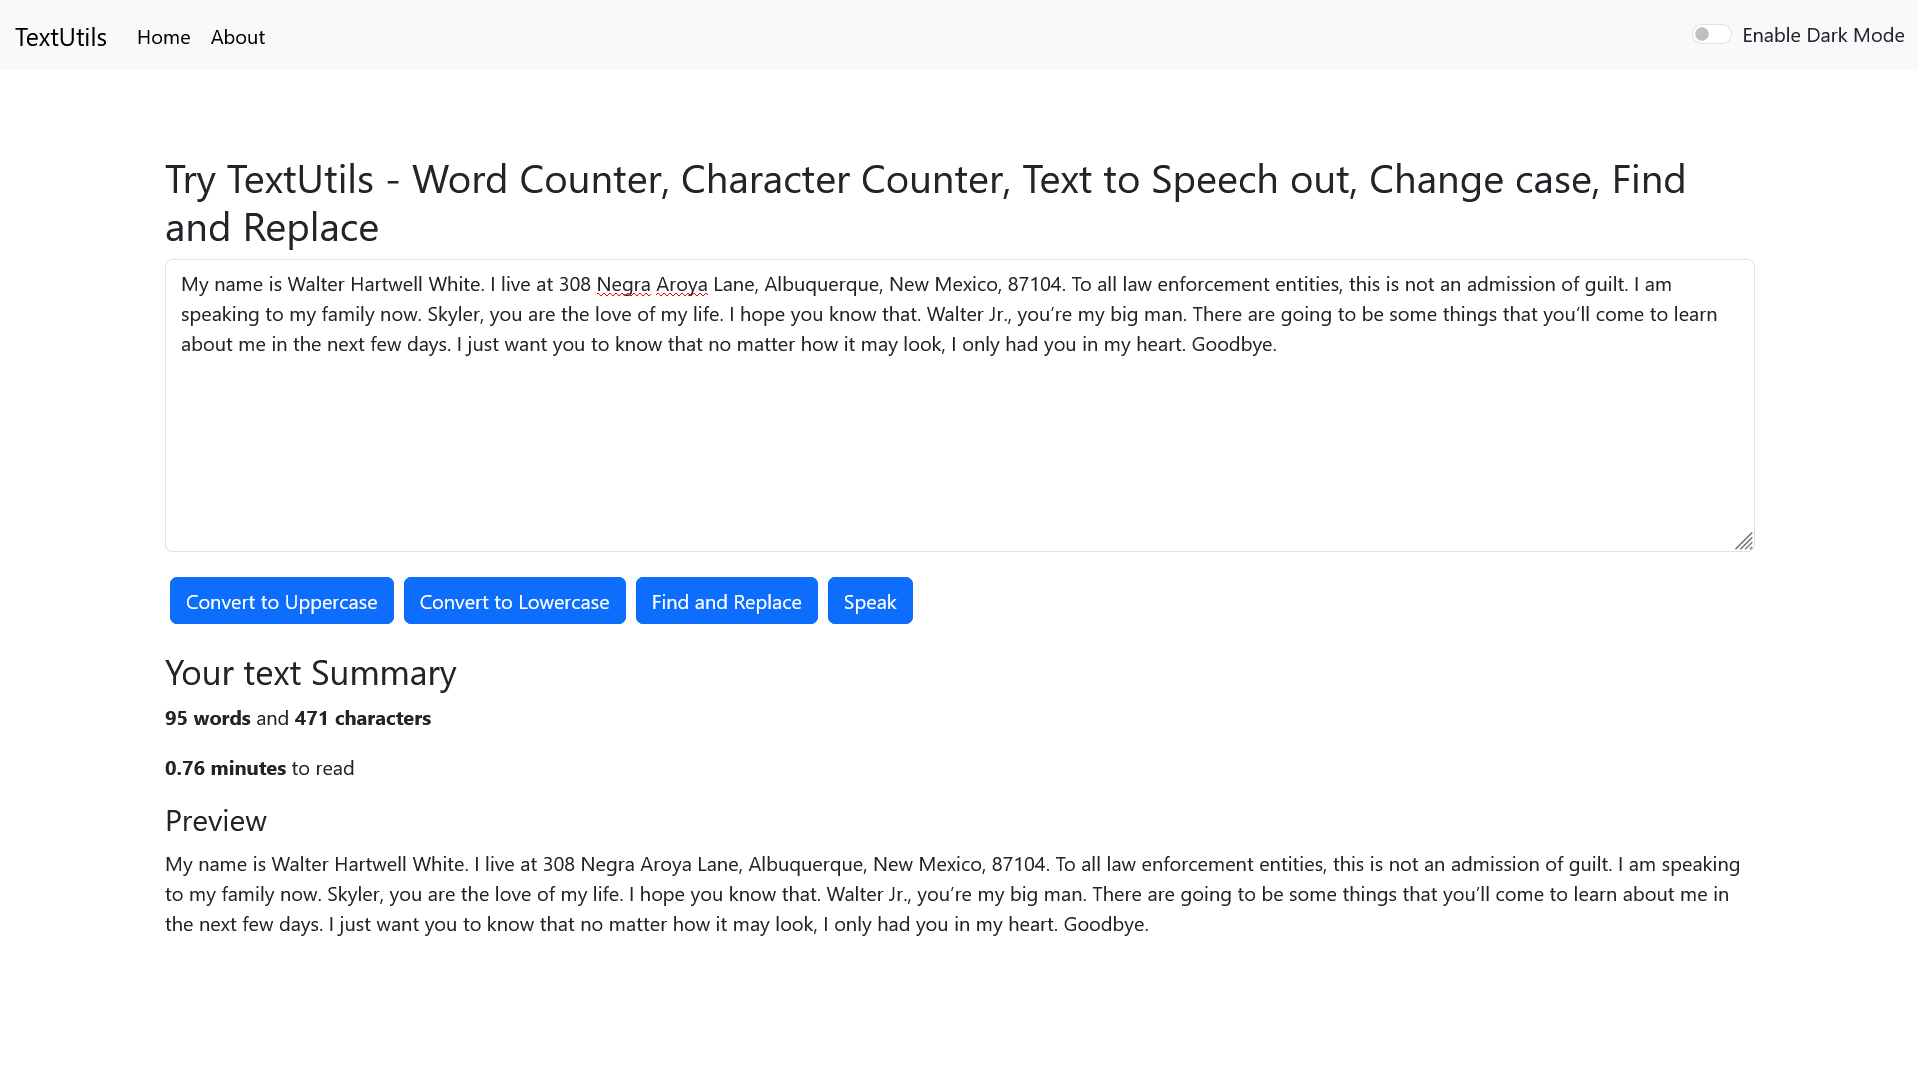 TextUtils Home About Enable Dark Mode
Try TextUtils - Word Counter, Character Counter, Text to Speech out, Change case, Find
and Replace
My name is Walter Hartwell White. I live at 308 Negra Aroya Lane, Albuquerque, New Mexico, 87104. To all law enforcement entities, this is not an admission of guilt. I am
speaking to my family now. Skyler, you are the love of my life. I hope you know that. Walter Jr., you’re my big man. There are going to be some things that you’ll come to learn
about me in the next few days. I just want you to know that no matter how it may look, I only had you in my heart. Goodbye.
Convert to Uppercase Convert to Lowercase Find and Replace Speak
Your text Summary
95 words and 471 characters
0.76 minutes to read
Preview
My name is Walter Hartwell White. I live at 308 Negra Aroya Lane, Albuquerque, New Mexico, 87104. To all law enforcement entities, this is not an admission of guilt. I am speaking
to my family now. Skyler, you are the love of my life. I hope you know that. Walter Jr., you’re my big man. There are going to be some things that you’ll come to learn about me in
the next few days. I just want you to know that no matter how it may look, I only had you in my heart. Goodbye.